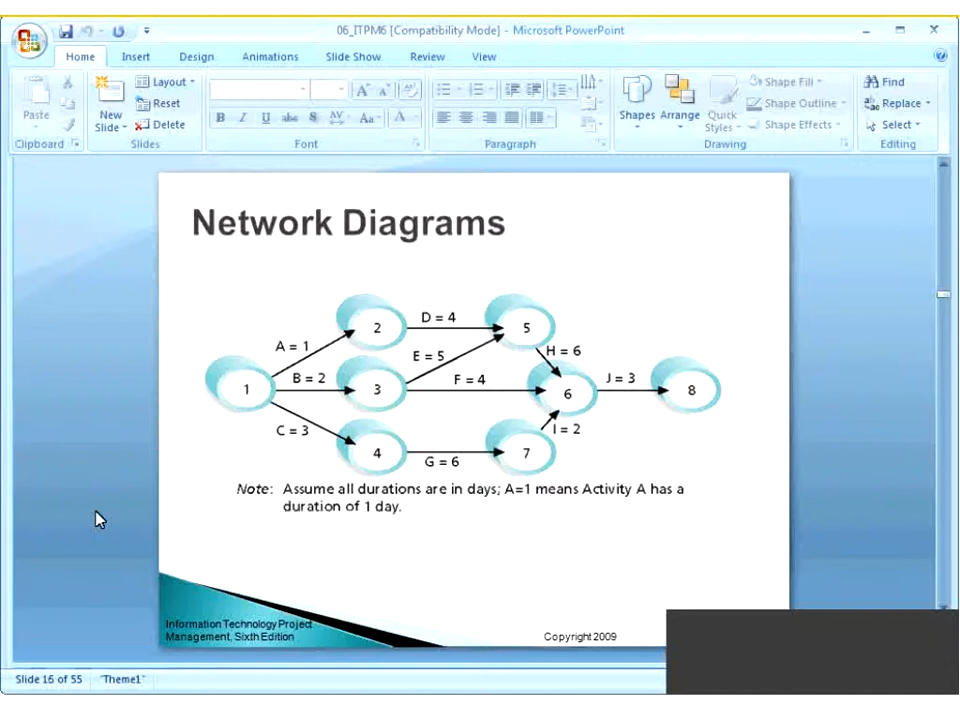 06_ITPM6 [Compatibility Mode] - Microsoft PowerPoint
Home Insert Design Animations Slide Show Review View
Paste
New
Slide
Layout
Reset
Delete
B I U abc S AV Aa A
Shapes Arrange Quick
Styles
Shape Fill
Shape Outline
Shape Effects
Find
Replace
Select
Clipboard Slides Font Paragraph Drawing Editing
Network Diagrams
2 D = 4 5
A = 1 E = 5 H = 6
1 B = 2 3 F = 4 6 J = 3 8
C = 3 4 G = 6 7 I = 2
Note: Assume all durations are in days; A=1 means Activity A has a
duration of 1 day.
Information Technology Project
Management, Sixth Edition
Copyright 2009
Slide 16 of 55 "Theme1"